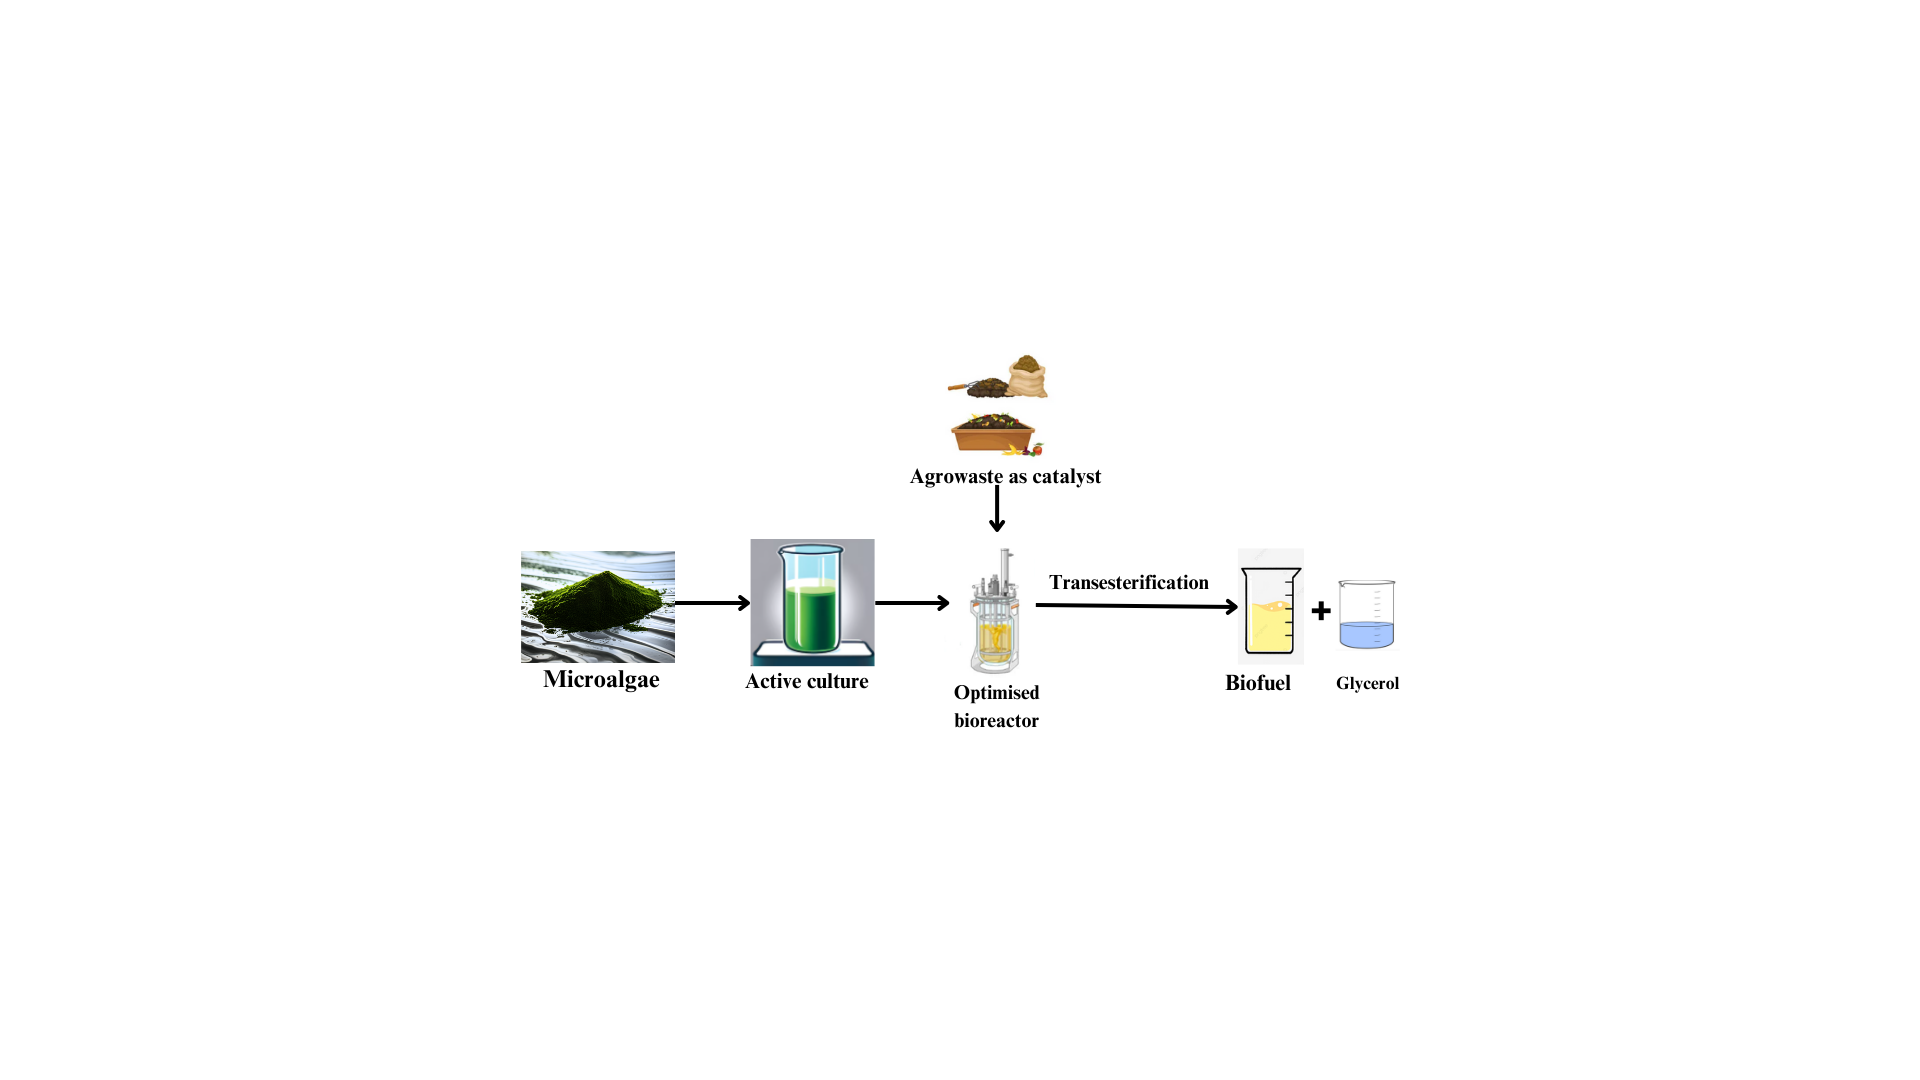 Agrowaste as catalyst
Transesterification
+
Microalgae
Active culture
Optimised
bioreactor
Biofuel
Glycerol